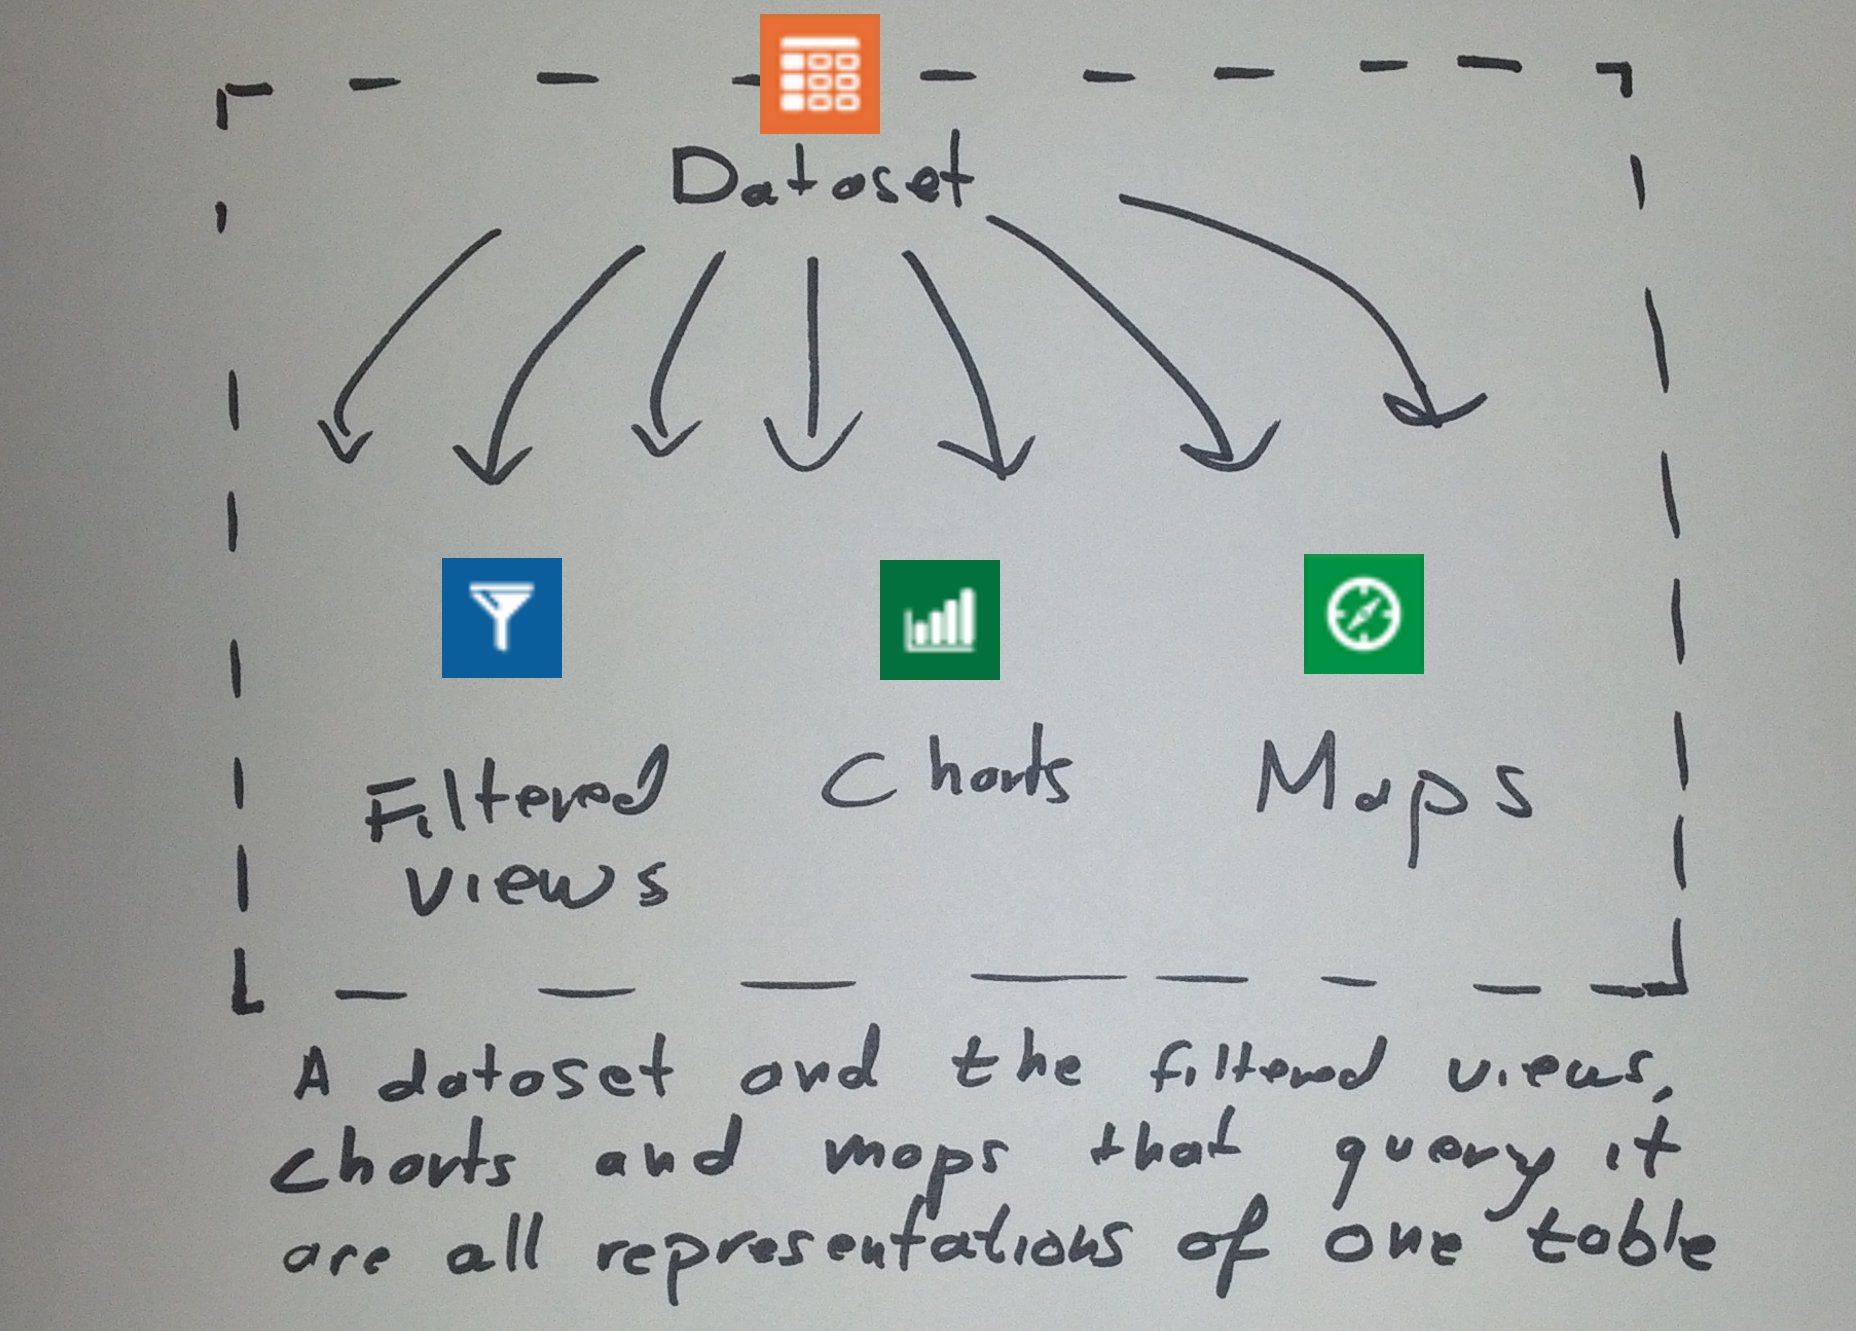 Dataset
Filtered
views
Charts
Maps
A dataset and the filtered views,
charts and maps that query it
are all representations of one table